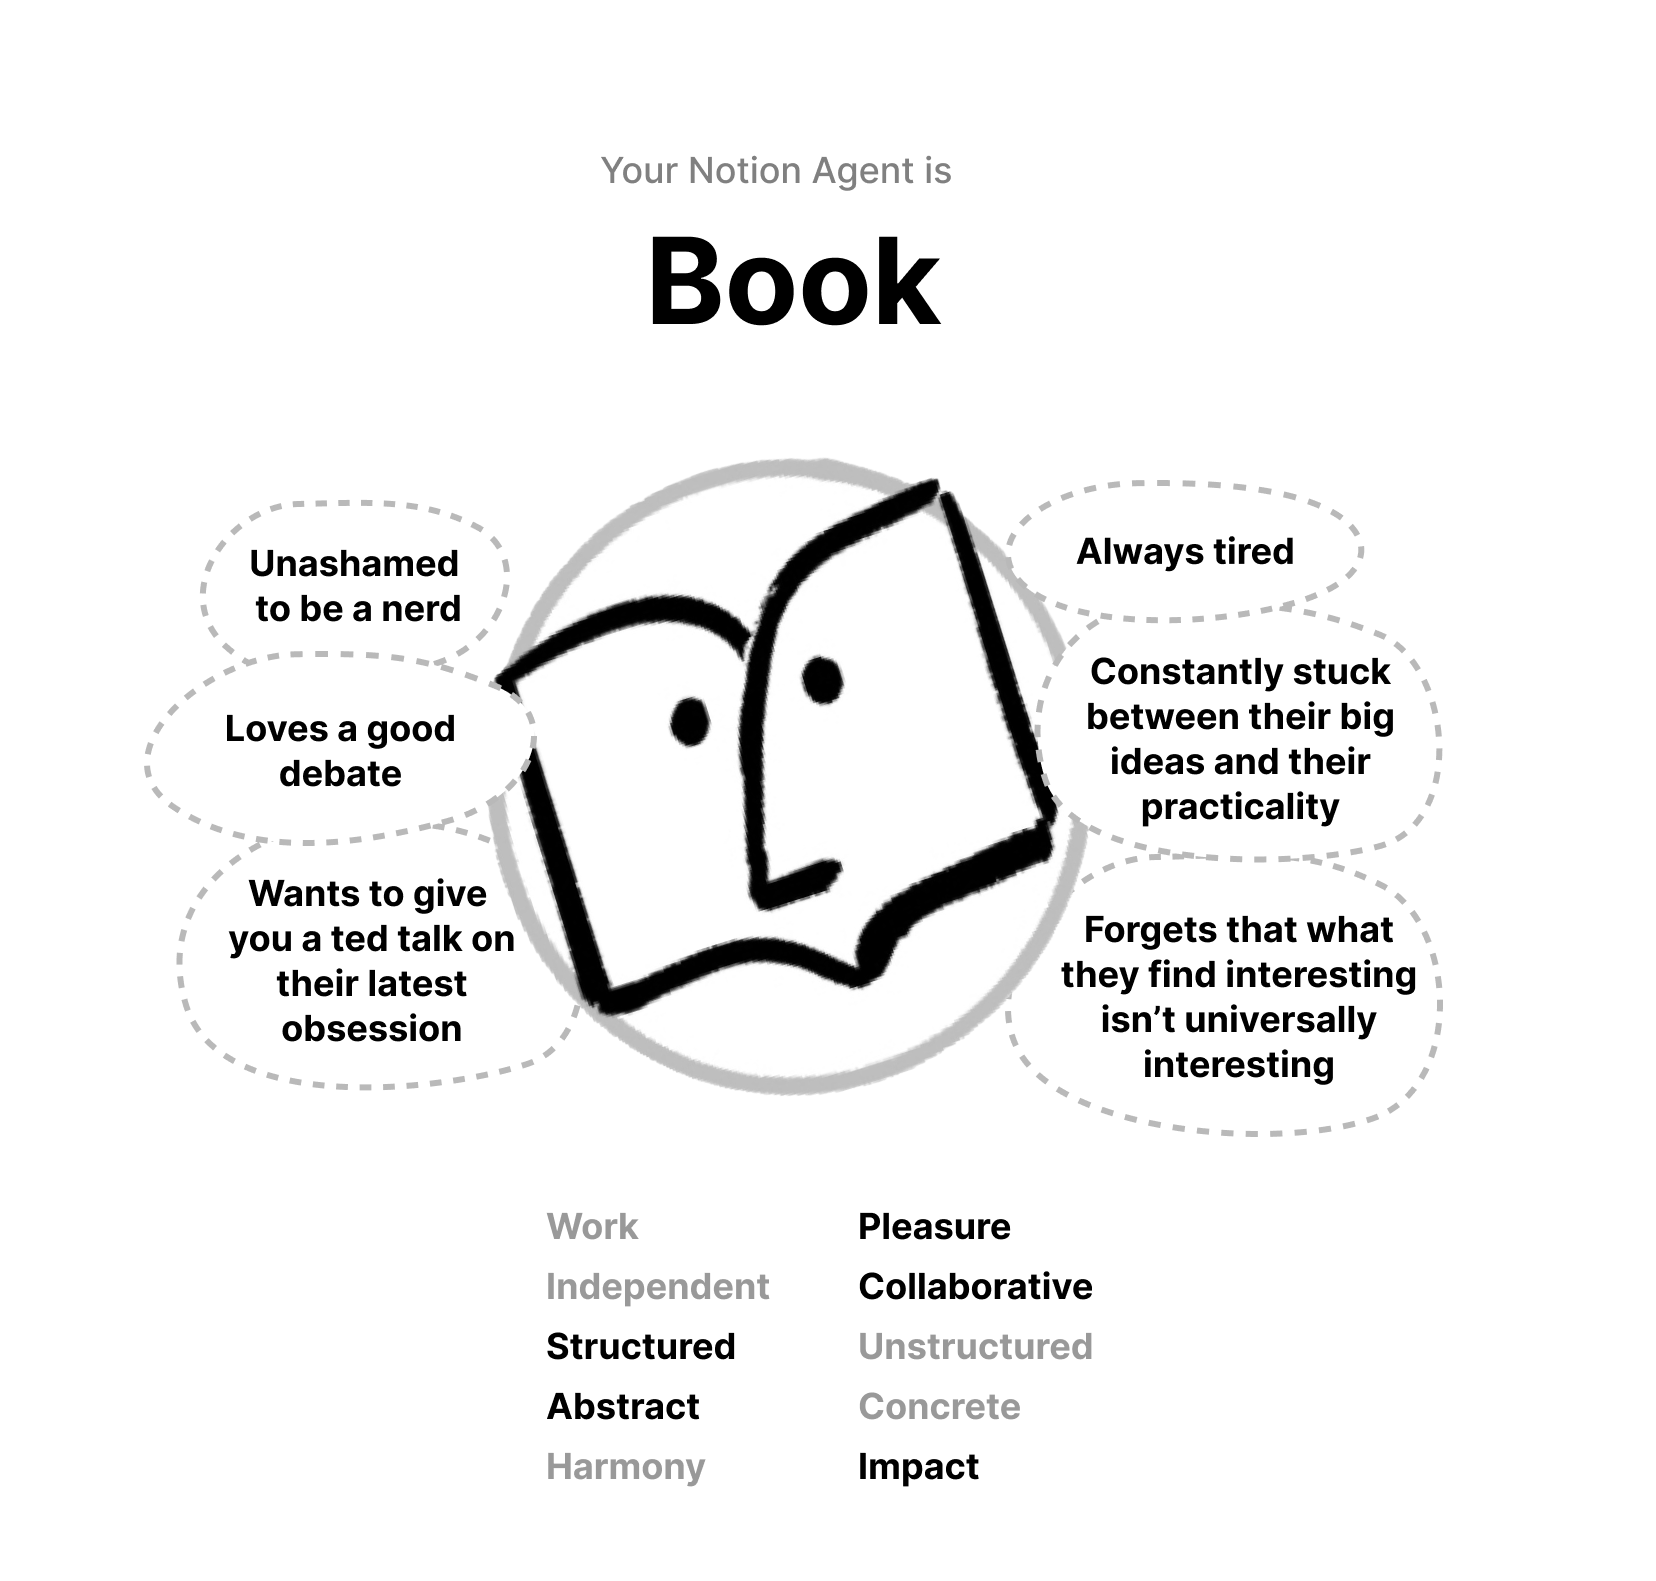 Your Notion Agent is
Book
Unashamed
to be a nerd
Loves a good
debate
Wants to give
you a ted talk on
their latest
obsession
Always tired
Constantly stuck
between their big
ideas and their
practicality
Forgets that what
they find interesting
isn’t universally
interesting
Work Pleasure
Independent Collaborative
Structured Unstructured
Abstract Concrete
Harmony Impact